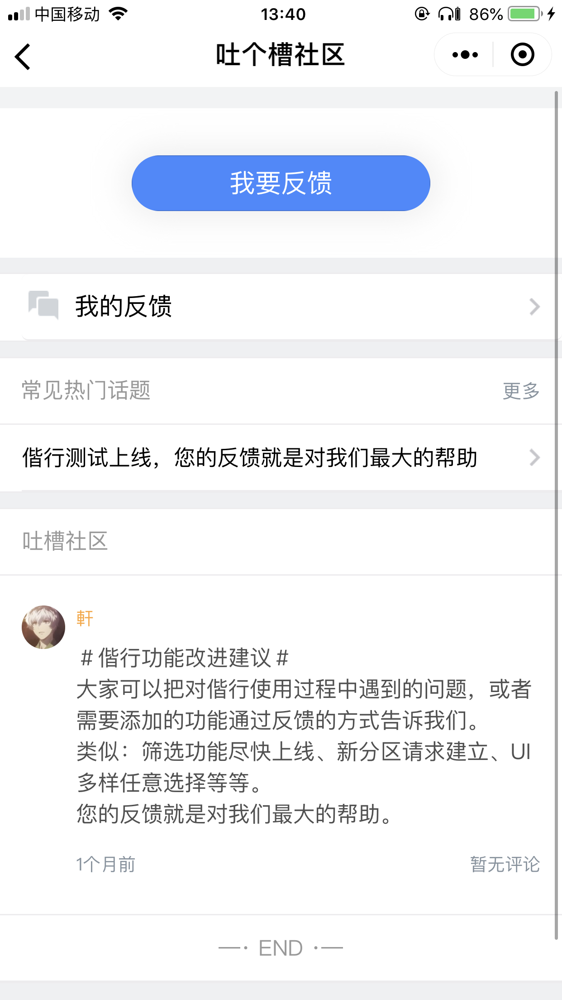 中国移动 13:40 86%
吐个槽社区
我要反馈
我的反馈
常见热门话题 更多
偕行测试上线，您的反馈就是对我们最大的帮助
吐槽社区
軒
# 偕行功能改进建议 #
大家可以把对偕行使用过程中遇到的问题，或者
需要添加的功能通过反馈的方式告诉我们。
类似：筛选功能尽快上线、新分区请求建立、UI
多样任意选择等等。
您的反馈就是对我们最大的帮助。
1个月前 暂无评论
—· END ·—